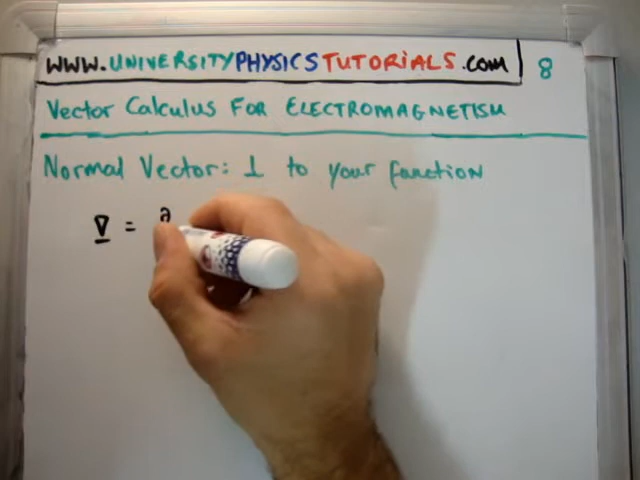 www.UNIVERSITYPHYSICSTUTORIALS.com 8
Vector Calculus FOR ELECTROMAGNETISM
Normal Vector: ⊥ to your function
∇ = ∂